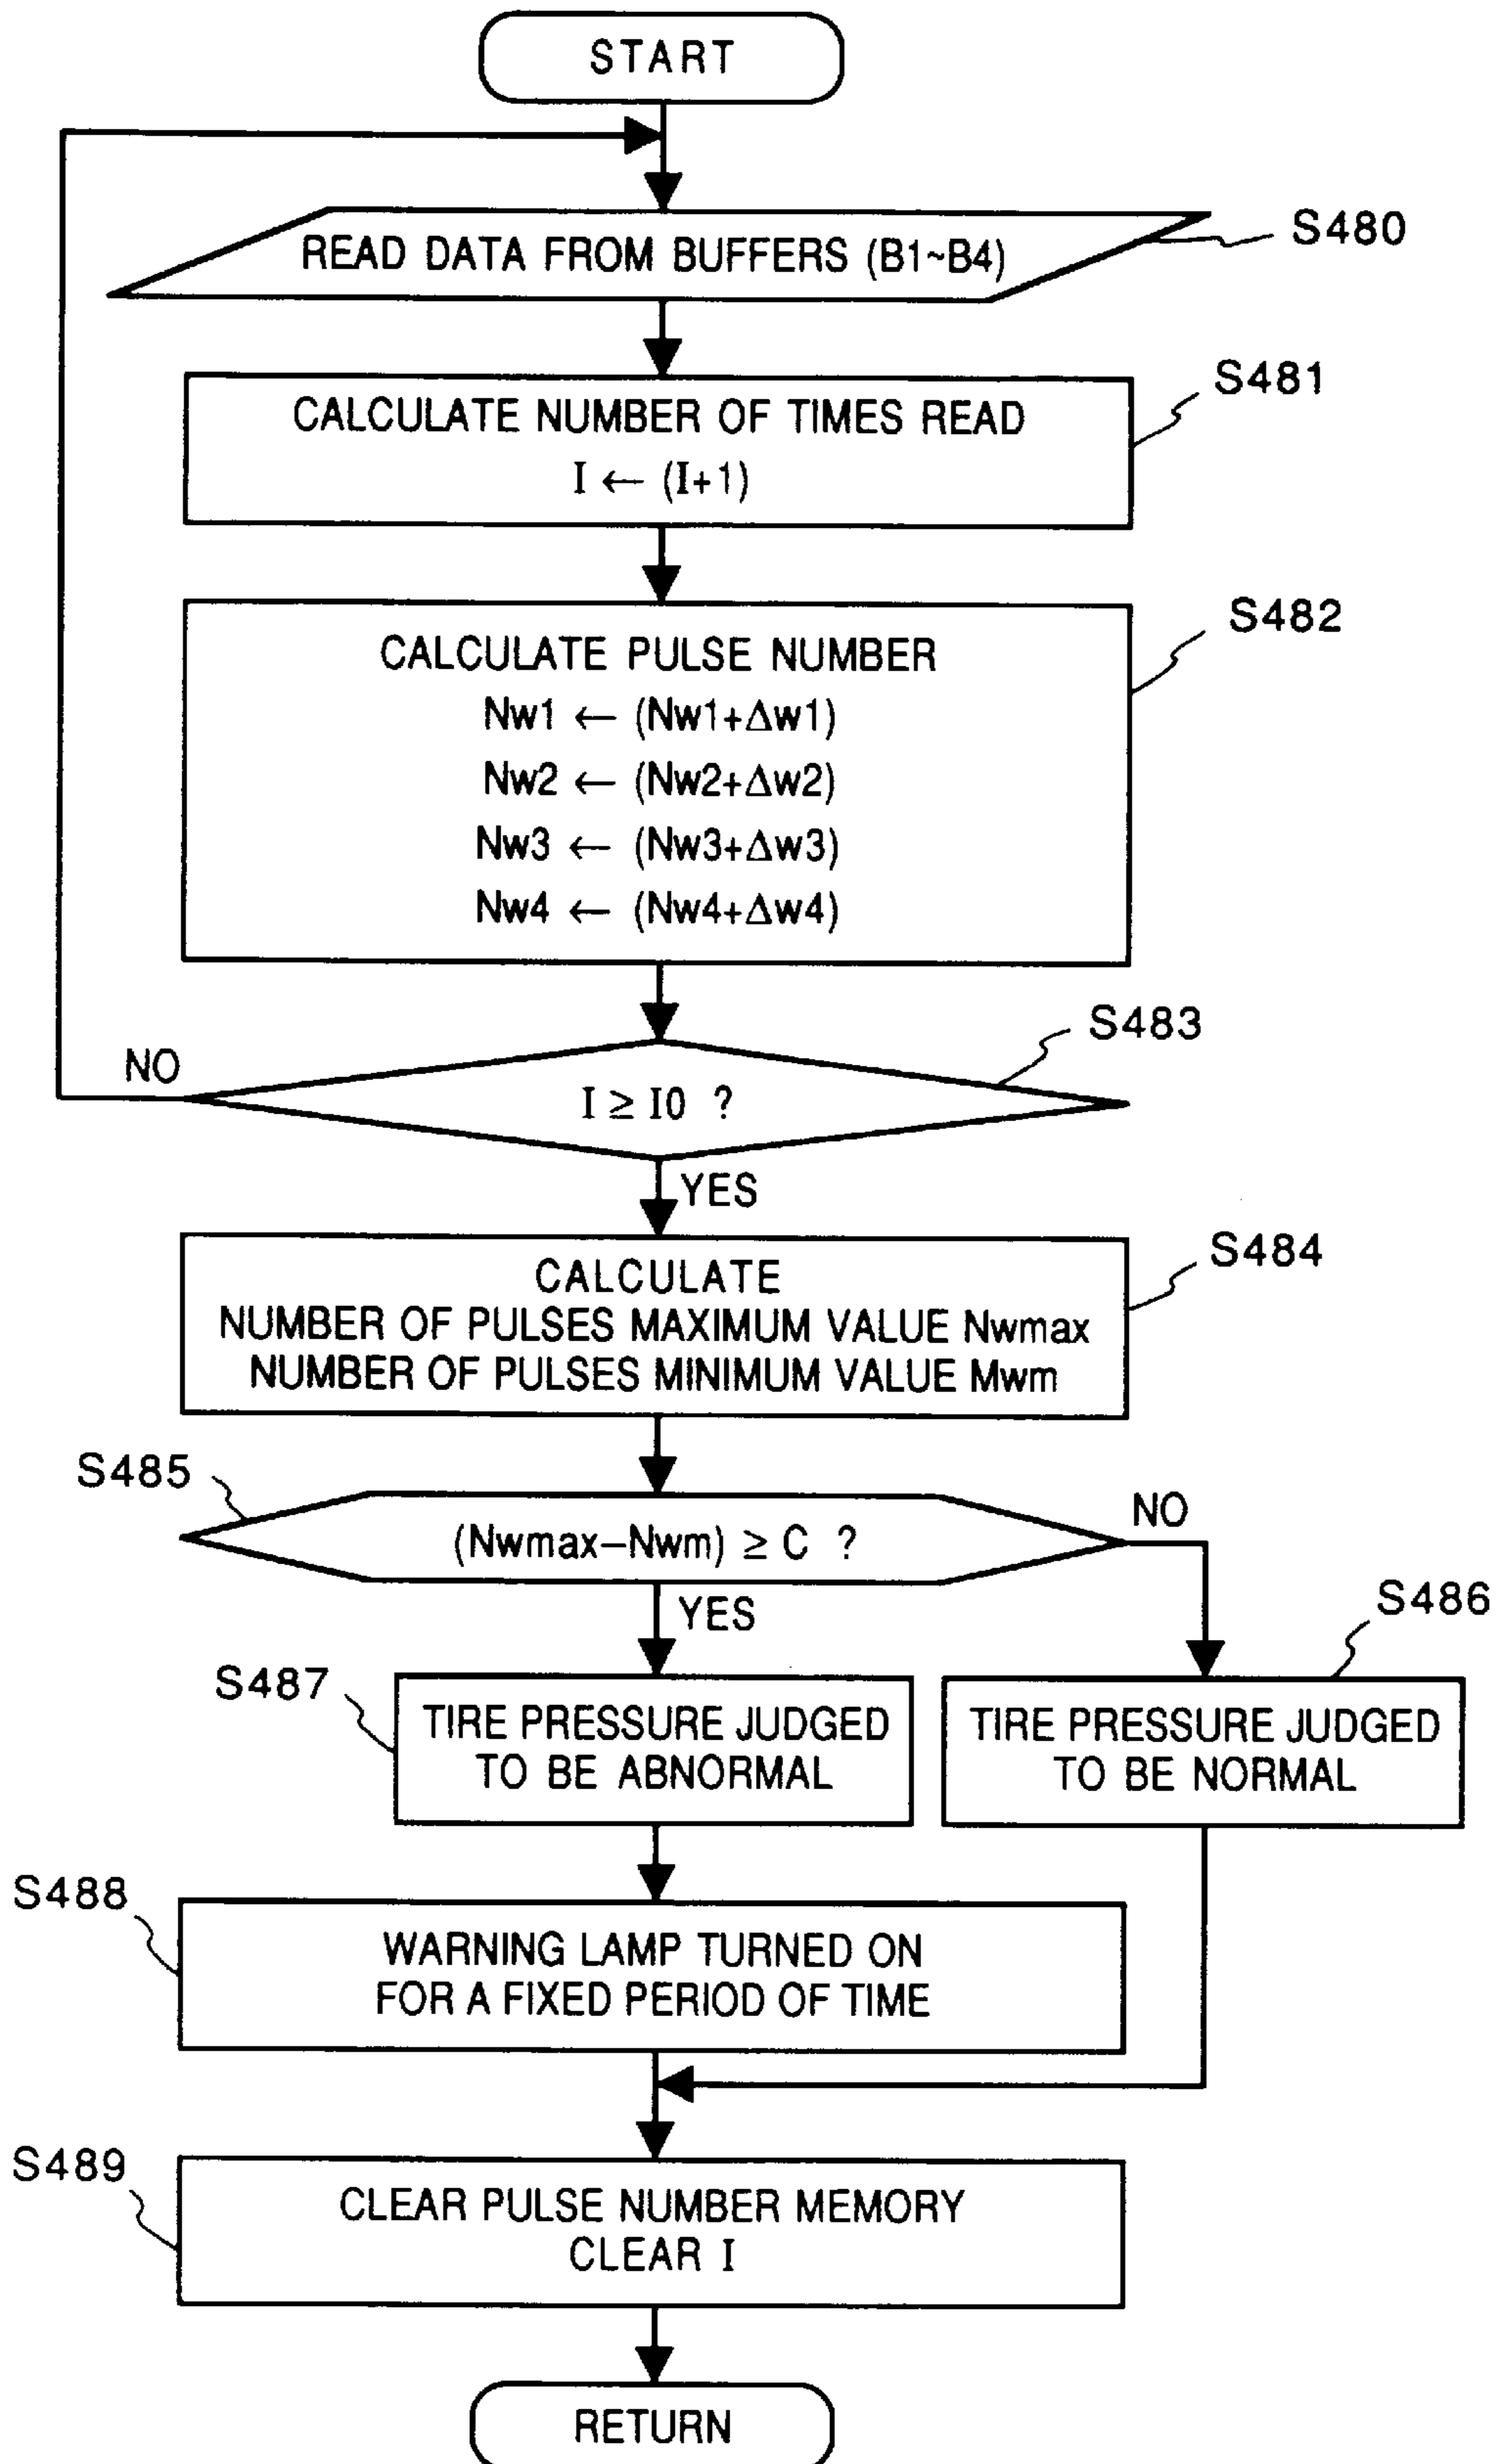 START
READ DATA FROM BUFFERS (B1~B4)
S480
S481
CALCULATE NUMBER OF TIMES READ
I ← (I+1)
S482
CALCULATE PULSE NUMBER
Nw1 ← (Nw1+Δw1)
Nw2 ← (Nw2+Δw2)
Nw3 ← (Nw3+Δw3)
Nw4 ← (Nw4+Δw4)
S483
NO
I ≥ I0 ?
YES
S484
CALCULATE
NUMBER OF PULSES MAXIMUM VALUE Nwmax
NUMBER OF PULSES MINIMUM VALUE Mwm
S485
NO
(Nwmax−Nwm) ≥ C ?
YES
S486
S487
TIRE PRESSURE JUDGED
TO BE ABNORMAL
TIRE PRESSURE JUDGED
TO BE NORMAL
S488
WARNING LAMP TURNED ON
FOR A FIXED PERIOD OF TIME
S489
CLEAR PULSE NUMBER MEMORY
CLEAR I
RETURN